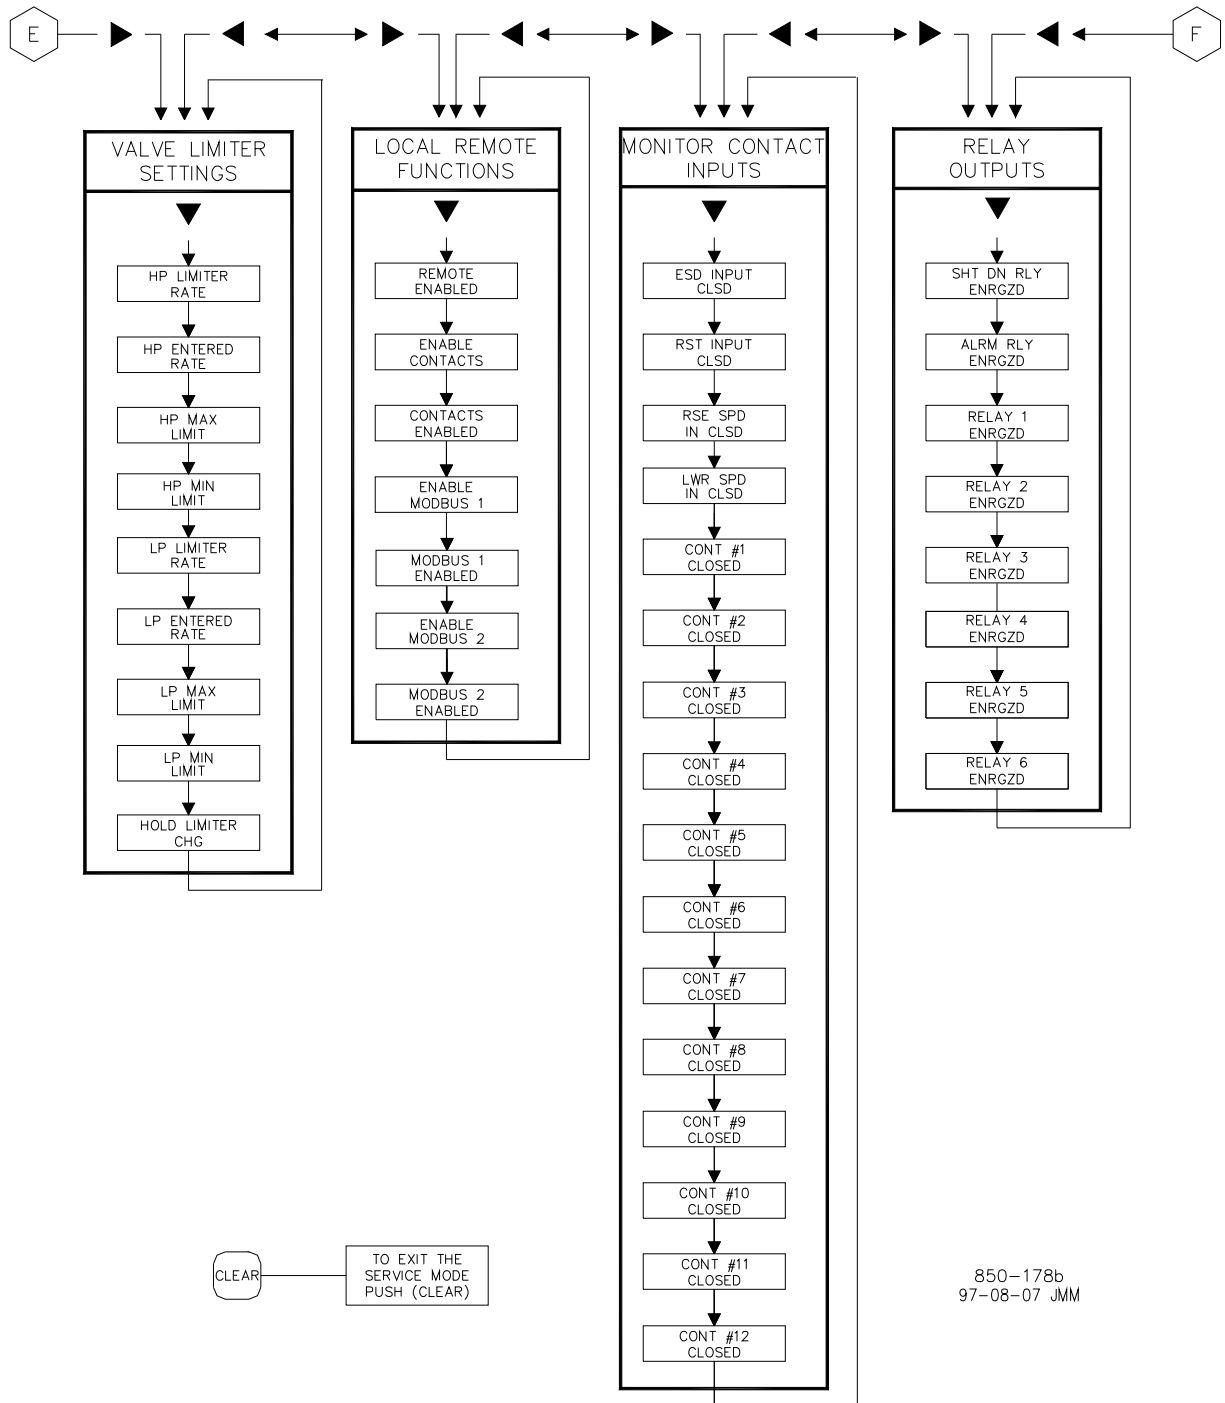 E
F
VALVE LIMITER
SETTINGS
HP LIMITER
RATE
HP ENTERED
RATE
HP MAX
LIMIT
HP MIN
LIMIT
LP LIMITER
RATE
LP ENTERED
RATE
LP MAX
LIMIT
LP MIN
LIMIT
HOLD LIMITER
CHG
LOCAL REMOTE
FUNCTIONS
REMOTE
ENABLED
ENABLE
CONTACTS
CONTACTS
ENABLED
ENABLE
MODBUS 1
MODBUS 1
ENABLED
ENABLE
MODBUS 2
MODBUS 2
ENABLED
MONITOR CONTACT
INPUTS
ESD INPUT
CLSD
RST INPUT
CLSD
RSE SPD
IN CLSD
LWR SPD
IN CLSD
CONT #1
CLOSED
CONT #2
CLOSED
CONT #3
CLOSED
CONT #4
CLOSED
CONT #5
CLOSED
CONT #6
CLOSED
CONT #7
CLOSED
CONT #8
CLOSED
CONT #9
CLOSED
CONT #10
CLOSED
CONT #11
CLOSED
CONT #12
CLOSED
RELAY
OUTPUTS
SHT DN RLY
ENRGZD
ALRM RLY
ENRGZD
RELAY 1
ENRGZD
RELAY 2
ENRGZD
RELAY 3
ENRGZD
RELAY 4
ENRGZD
RELAY 5
ENRGZD
RELAY 6
ENRGZD
CLEAR
TO EXIT THE
SERVICE MODE
PUSH (CLEAR)
850-178b
97-08-07 JMM